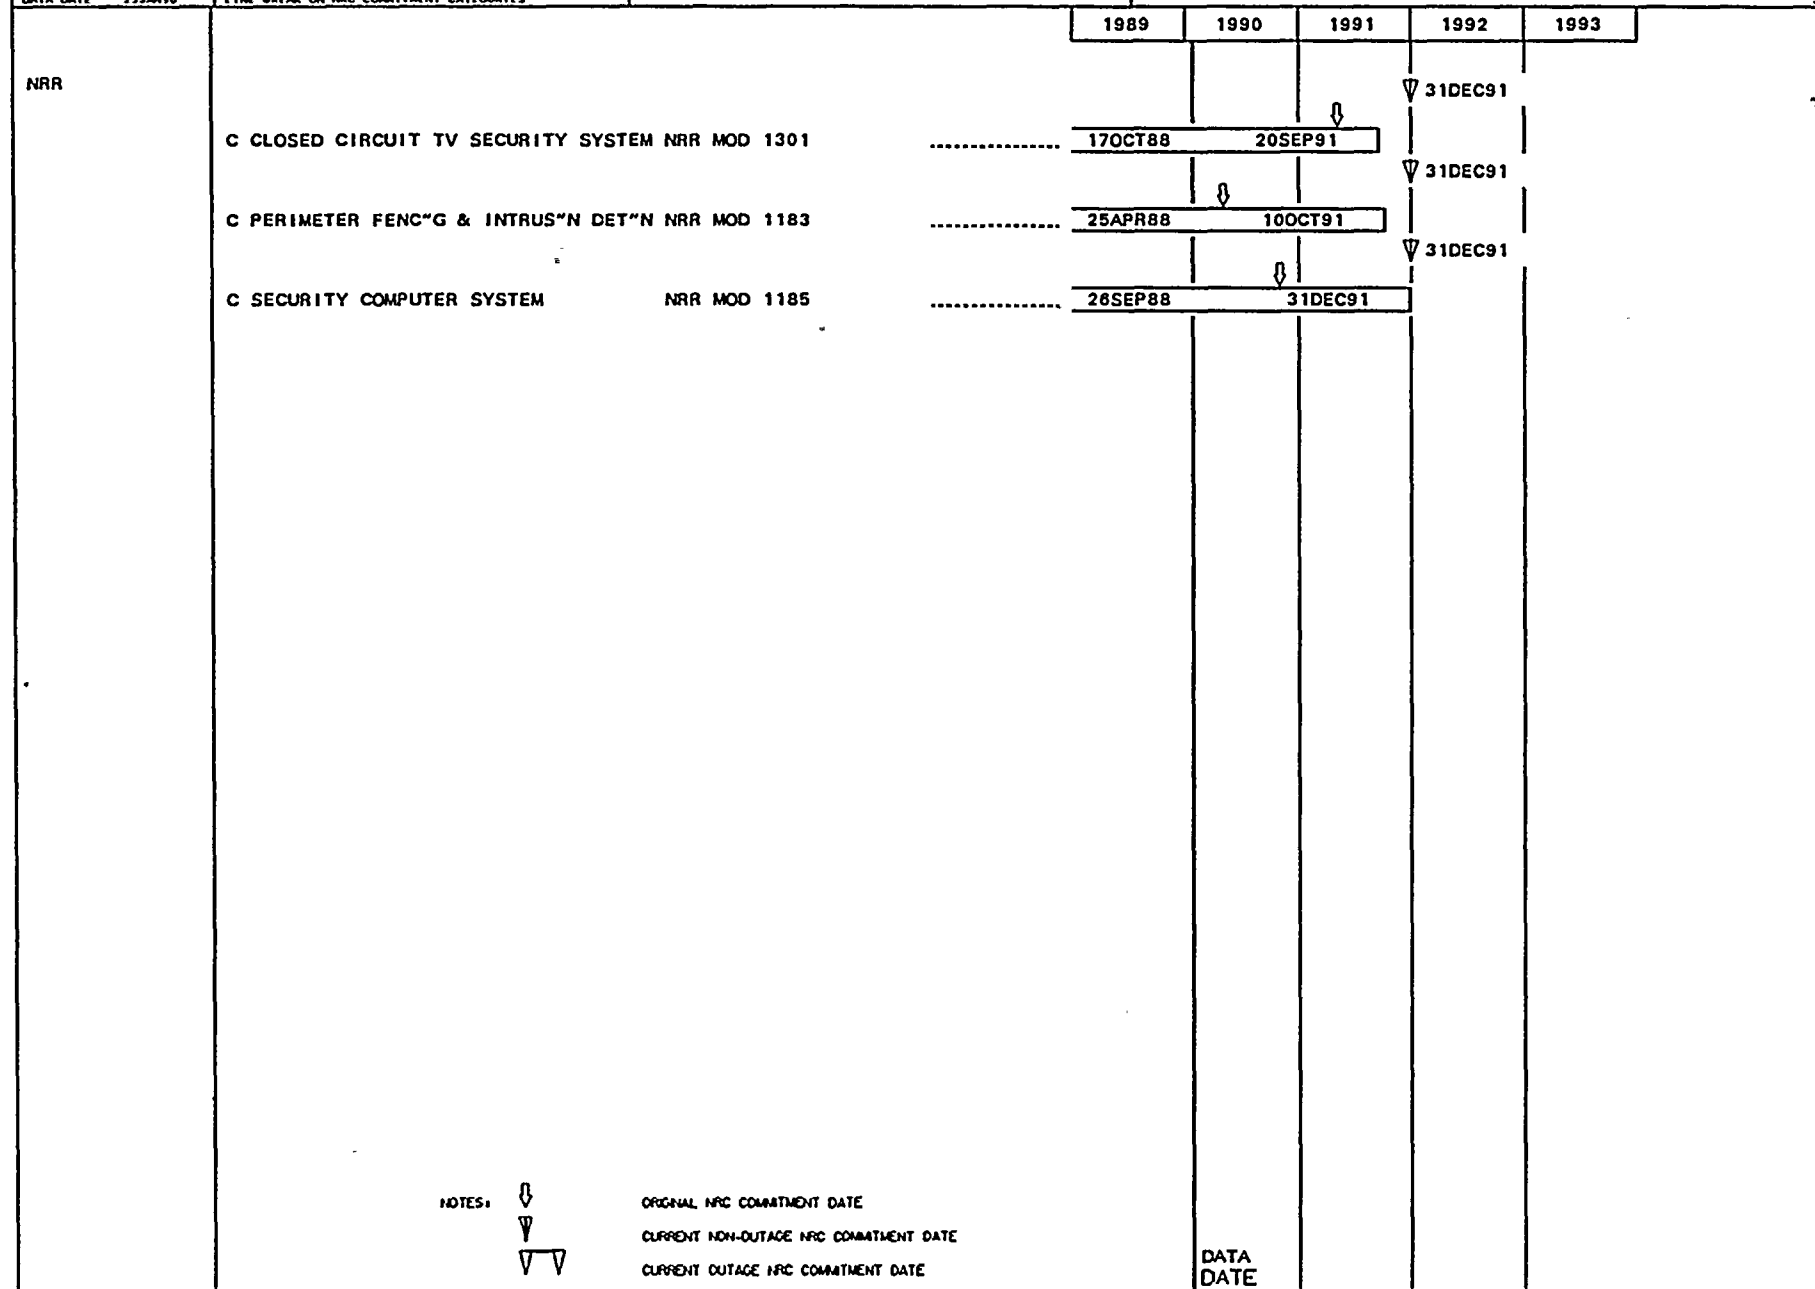 1989 1990 1991 1992 1993
NRR
31DEC91
C CLOSED CIRCUIT TV SECURITY SYSTEM NRR MOD 1301 17OCT88 20SEP91
31DEC91
C PERIMETER FENC"G & INTRUS"N DET"N NRR MOD 1183 25APR88 10OCT91
31DEC91
C SECURITY COMPUTER SYSTEM NRR MOD 1185 26SEP88 31DEC91
NOTES: ORIGINAL NRC COMMITMENT DATE
CURRENT NON-OUTAGE NRC COMMITMENT DATE
CURRENT OUTAGE NRC COMMITMENT DATE
DATA
DATE